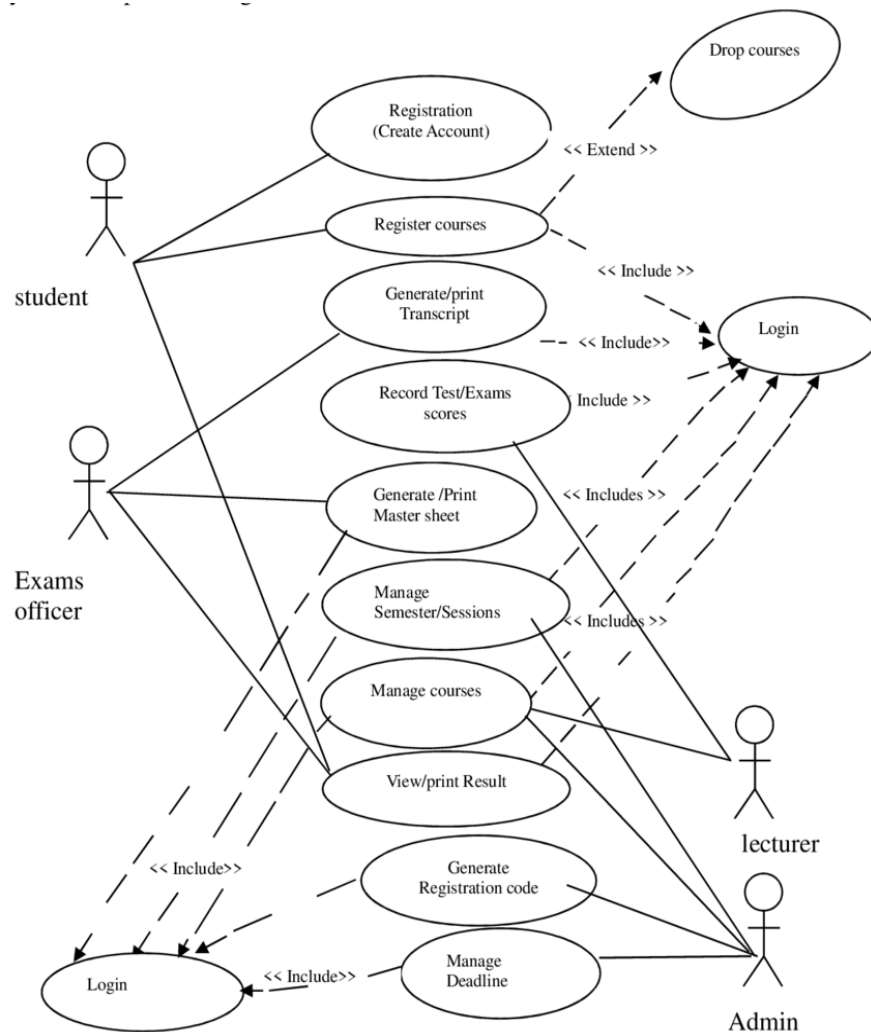 Drop courses
Registration
(Create Account)
<< Extend >>
Register courses
student
<< Include >>
Generate/print
Transcript
Login
<< Include>>
Record Test/Exams
scores
Include >>
Generate /Print
Master sheet
<< Includes >>
Exams
officer
Manage
Semester/Sessions
<< Includes >>
Manage courses
View/print Result
lecturer
<< Include>>
Generate
Registration code
Manage
Deadline
<< Include>>
Login
Admin